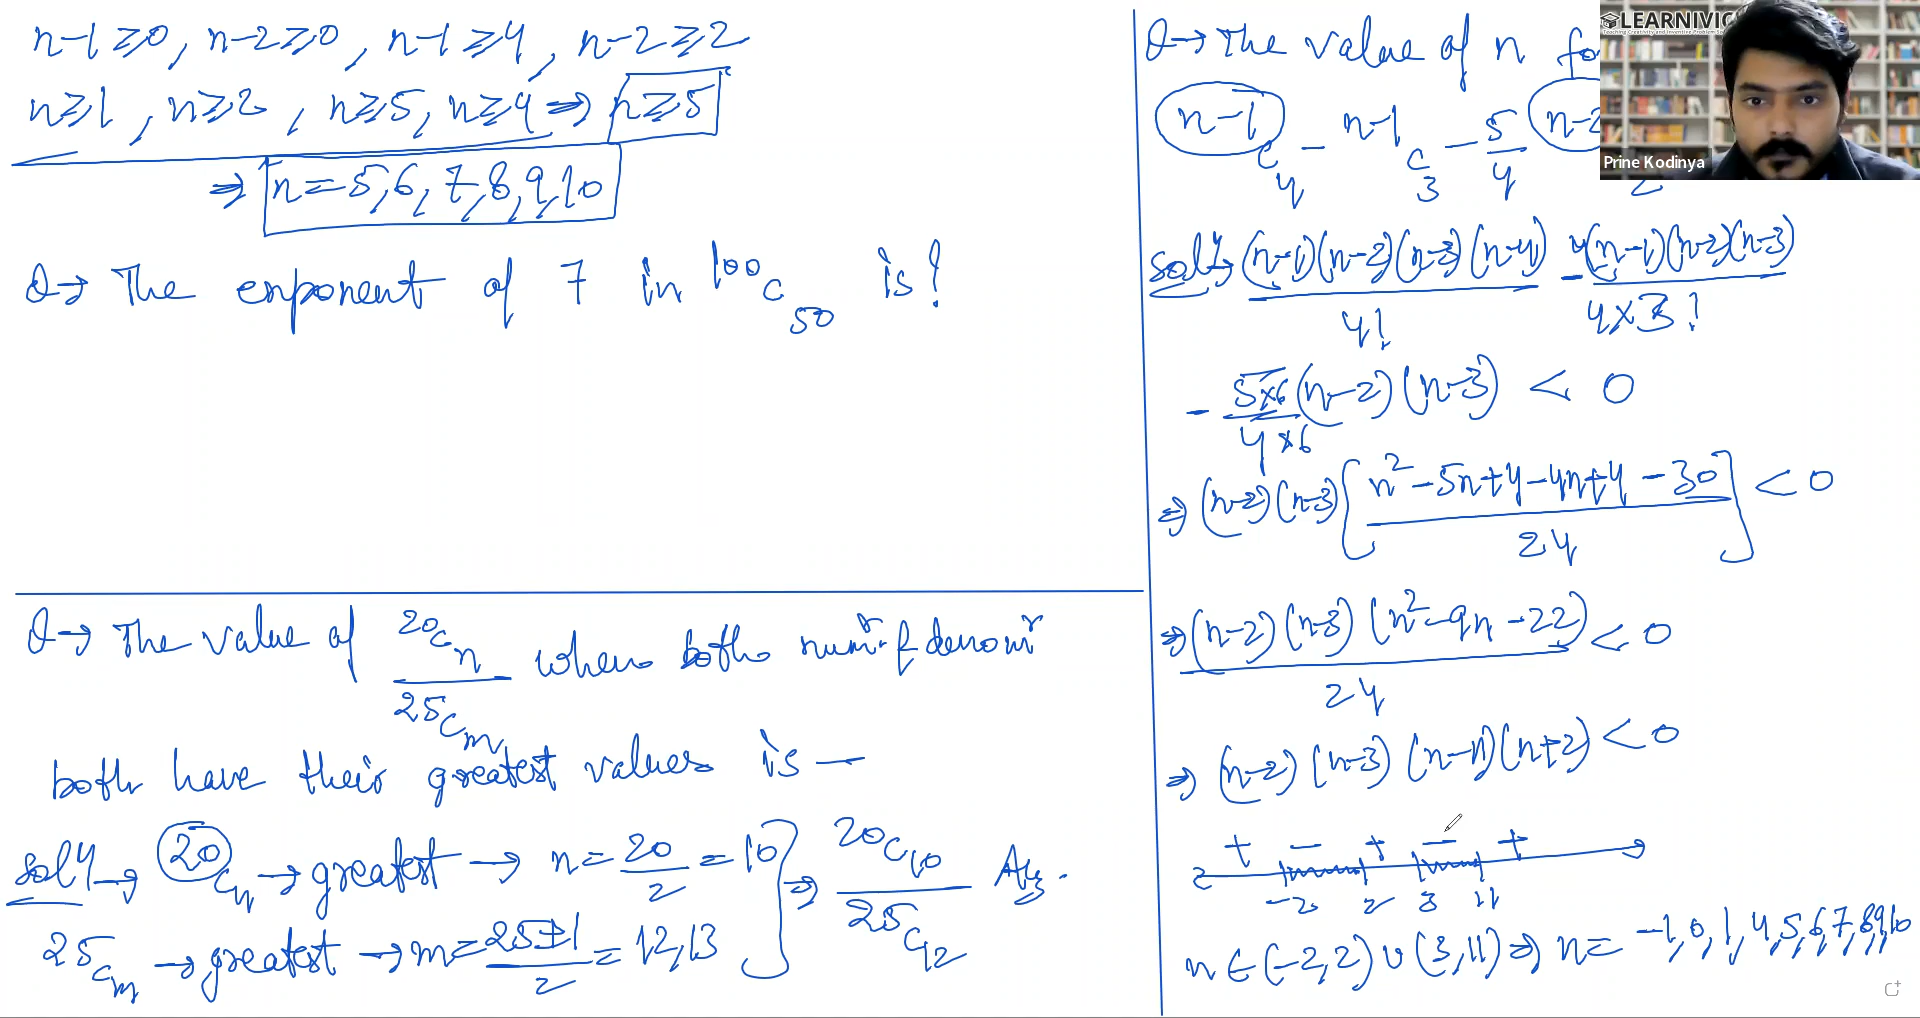 n-1≥0, n-2≥0, n-1≥4, n-2≥2
n≥1, n≥2, n≥5, n≥4 ⇒ n≥5
⇒ n=5,6,7,8,9,10
Q→ The exponent of 7 in ¹⁰⁰C₅₀ is?
Q→ The value of ²⁰Cₙ / ²⁵Cₘ when both numʳ & denomʳ
both have their greatest values is —
Solⁿ→ ²⁰Cₙ → greatest → n = 20/2 = 10 } ⇒ ²⁰C₁₀ / ²⁵C₁₂ Ans.
²⁵Cₘ → greatest → m = (25±1)/2 = 12,13
LEARNIVIC
Q→ The value of n fo
ⁿ⁻¹C₄ - ⁿ⁻¹C₃ - 5/4 n-2
Prine Kodinya
Solⁿ→ (n-1)(n-2)(n-3)(n-4) / 4! - 4(n-1)(n-2)(n-3) / 4×3!
- 5×6/4×6 (n-2)(n-3) < 0
⇒ (n-2)(n-3) [ (n²-5n+4-4n+4-30) / 24 ] < 0
⇒ (n-2)(n-3)(n²-9n-22) / 24 < 0
⇒ (n-2)(n-3)(n-11)(n+2) < 0
+ - + - +
-2 2 3 11
n∈(-2,2)∪(3,11) ⇒ n= -1,0,1,4,5,6,7,8,9,10